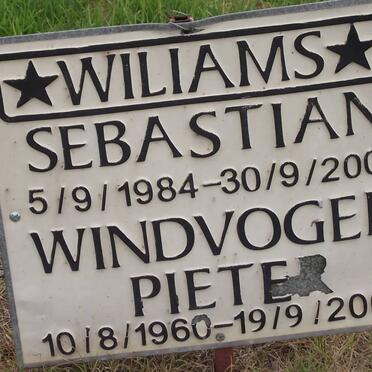 ★WILIAMS★
SEBASTIAN
5/9/1984-30/9/200
WINDVOGEL
PIETE
10/8/1960-19/9/200